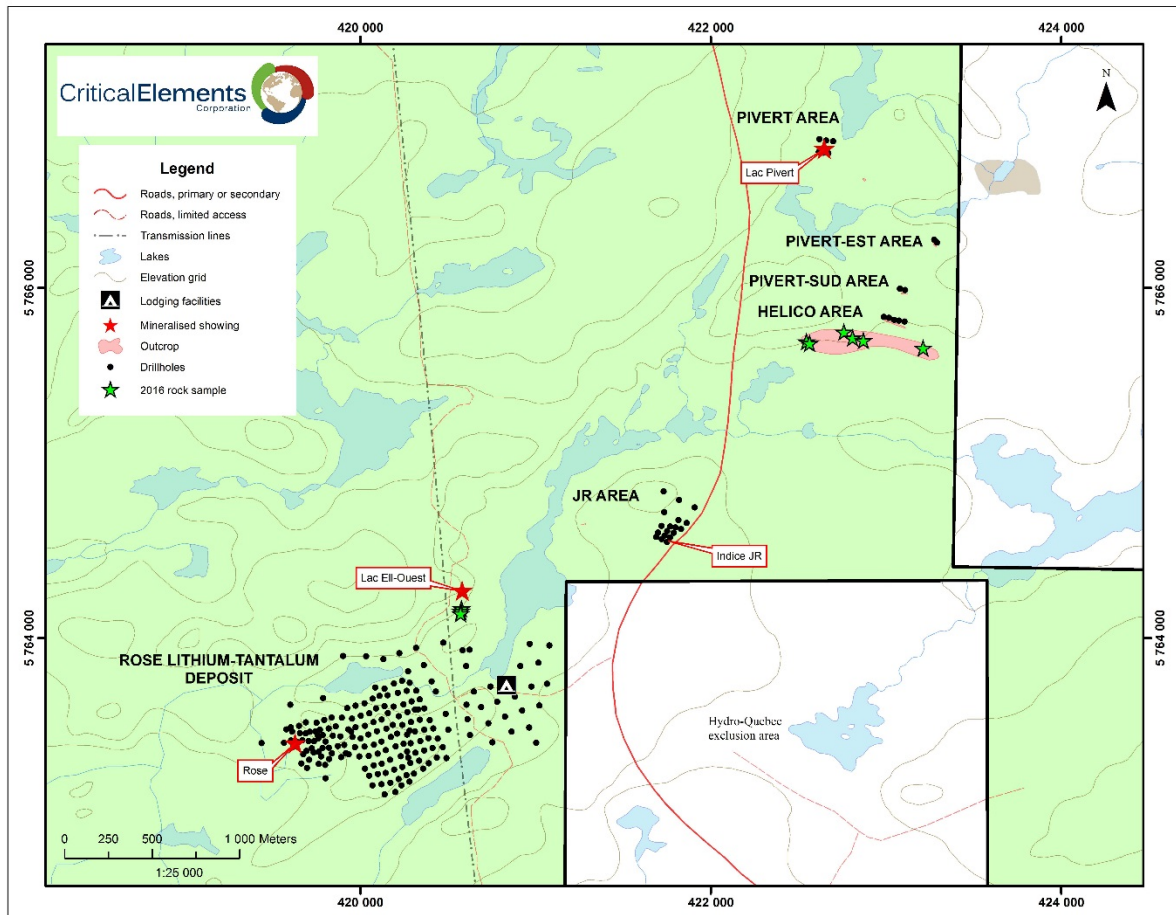 420 000
422 000
424 000
CriticalElements
Corporation
N
PIVERT AREA
Lac Pivert
Legend
Roads, primary or secondary
Roads, limited access
Transmission lines
Lakes
Elevation grid
Lodging facilities
Mineralised showing
Outcrop
Drillholes
2016 rock sample
PIVERT-EST AREA
PIVERT-SUD AREA
HELICO AREA
5 766 000
5 766 000
JR AREA
Indice JR
Lac Ell-Ouest
5 764 000
5 764 000
ROSE LITHIUM-TANTALUM
DEPOSIT
Hydro-Quebec
exclusion area
Rose
0 250 500 1 000 Meters
1:25 000
420 000
422 000
424 000